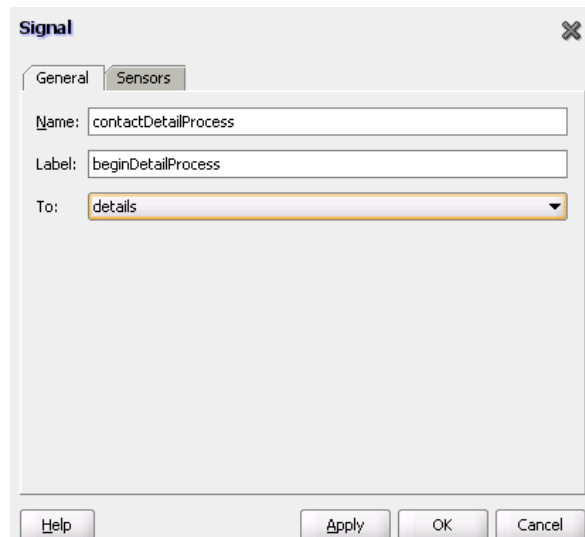 Signal
General Sensors
Name: contactDetailProcess
Label: beginDetailProcess
To: details
Help Apply OK Cancel